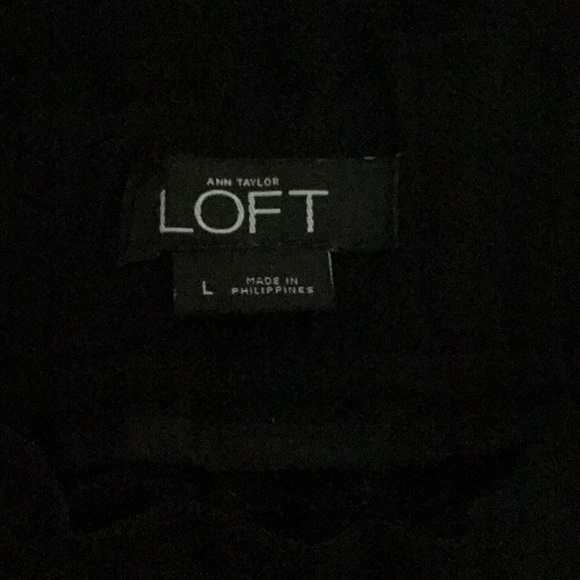 ANN TAYLOR
LOFT
L
MADE IN
PHILIPPINES